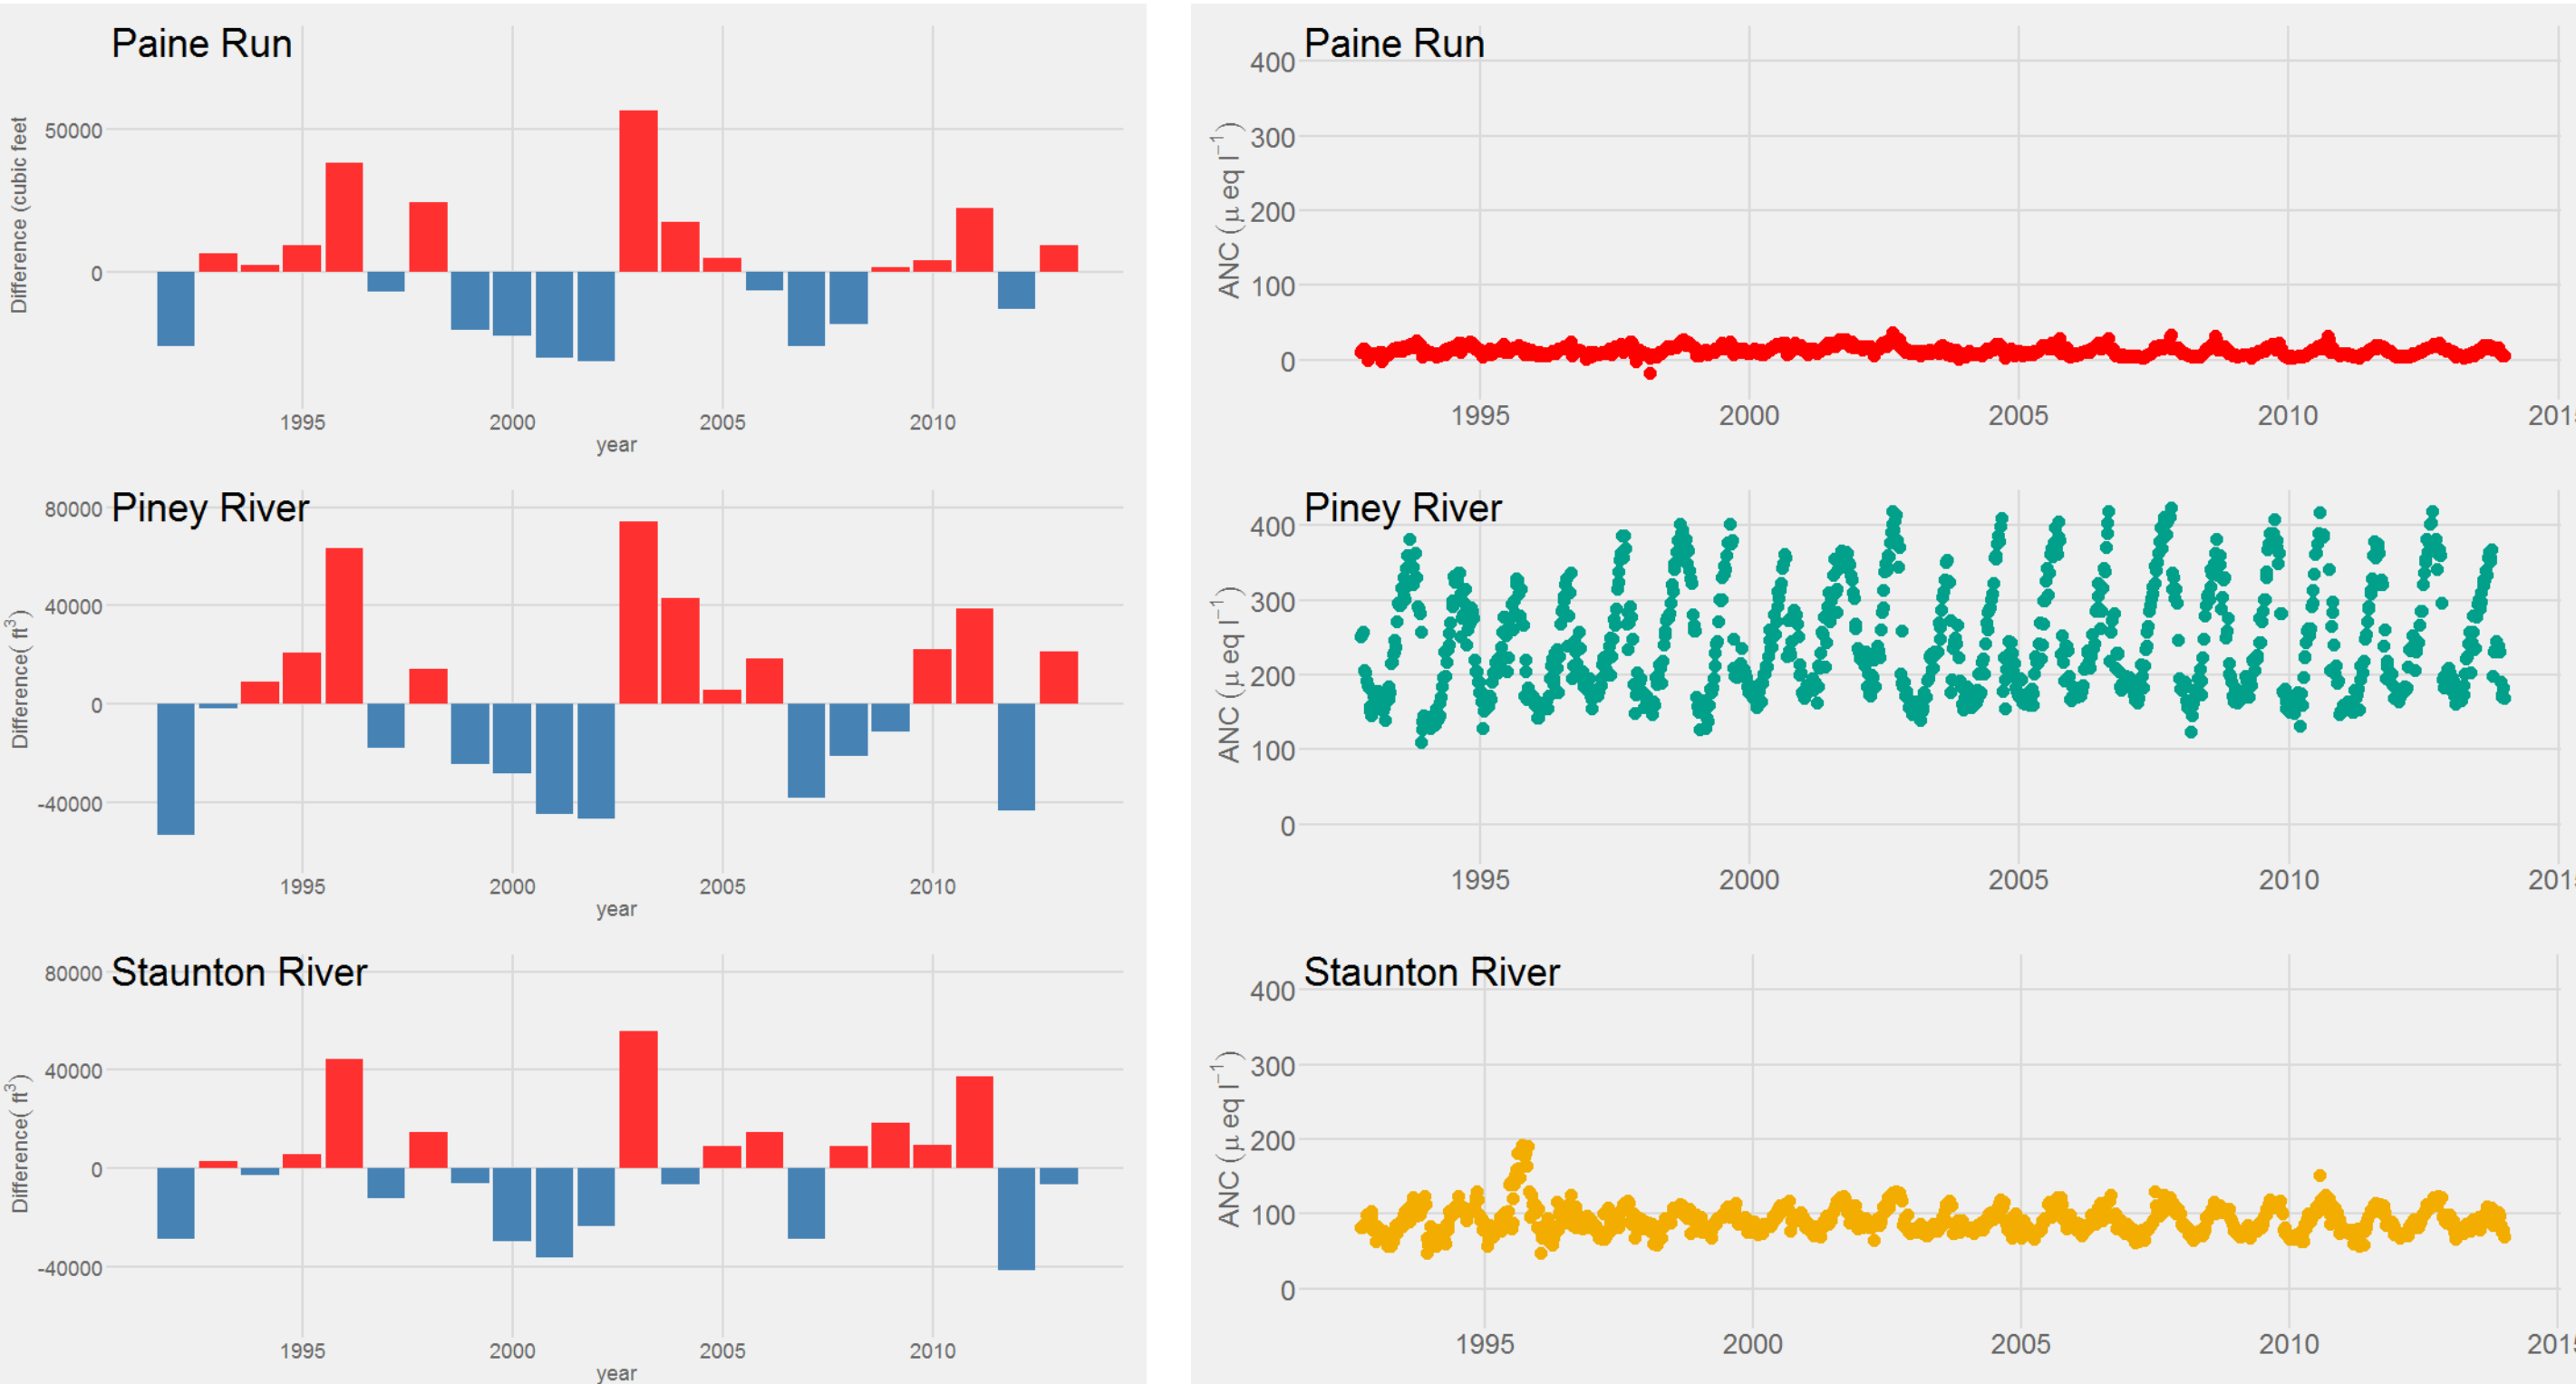 Paine Run
Difference (cubic feet
50000
0
1995 2000 2005 2010
year
Piney River
Difference( ft³)
80000
40000
0
-40000
1995 2000 2005 2010
year
Staunton River
Difference( ft³)
80000
40000
0
-40000
1995 2000 2005 2010
year
Paine Run
ANC (μ eq l⁻¹)
400
300
200
100
0
1995 2000 2005 2010 201
Piney River
ANC (μ eq l⁻¹)
400
300
200
100
0
1995 2000 2005 2010 201
Staunton River
ANC (μ eq l⁻¹)
400
300
200
100
0
1995 2000 2005 2010 201